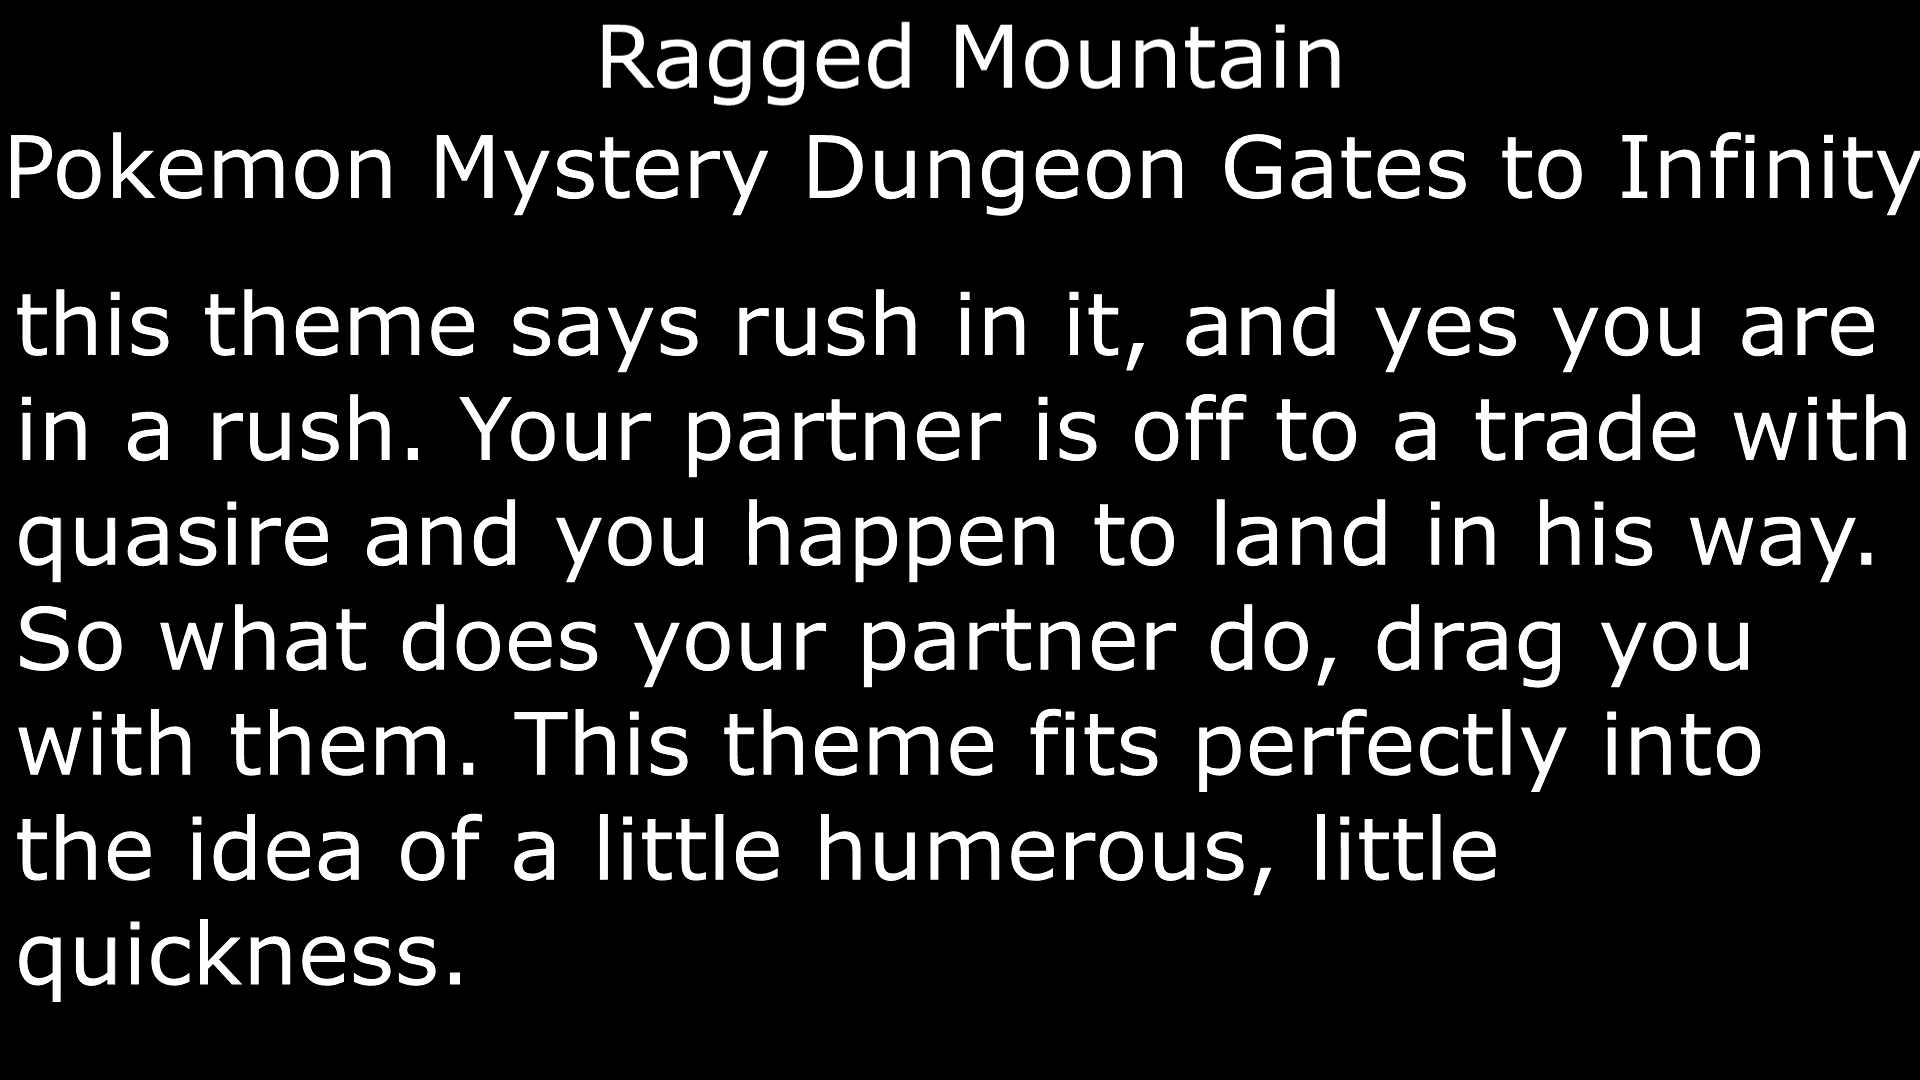 Ragged Mountain
Pokemon Mystery Dungeon Gates to Infinity
this theme says rush in it, and yes you are
in a rush. Your partner is off to a trade with
quasire and you happen to land in his way.
So what does your partner do, drag you
with them. This theme fits perfectly into
the idea of a little humerous, little
quickness.